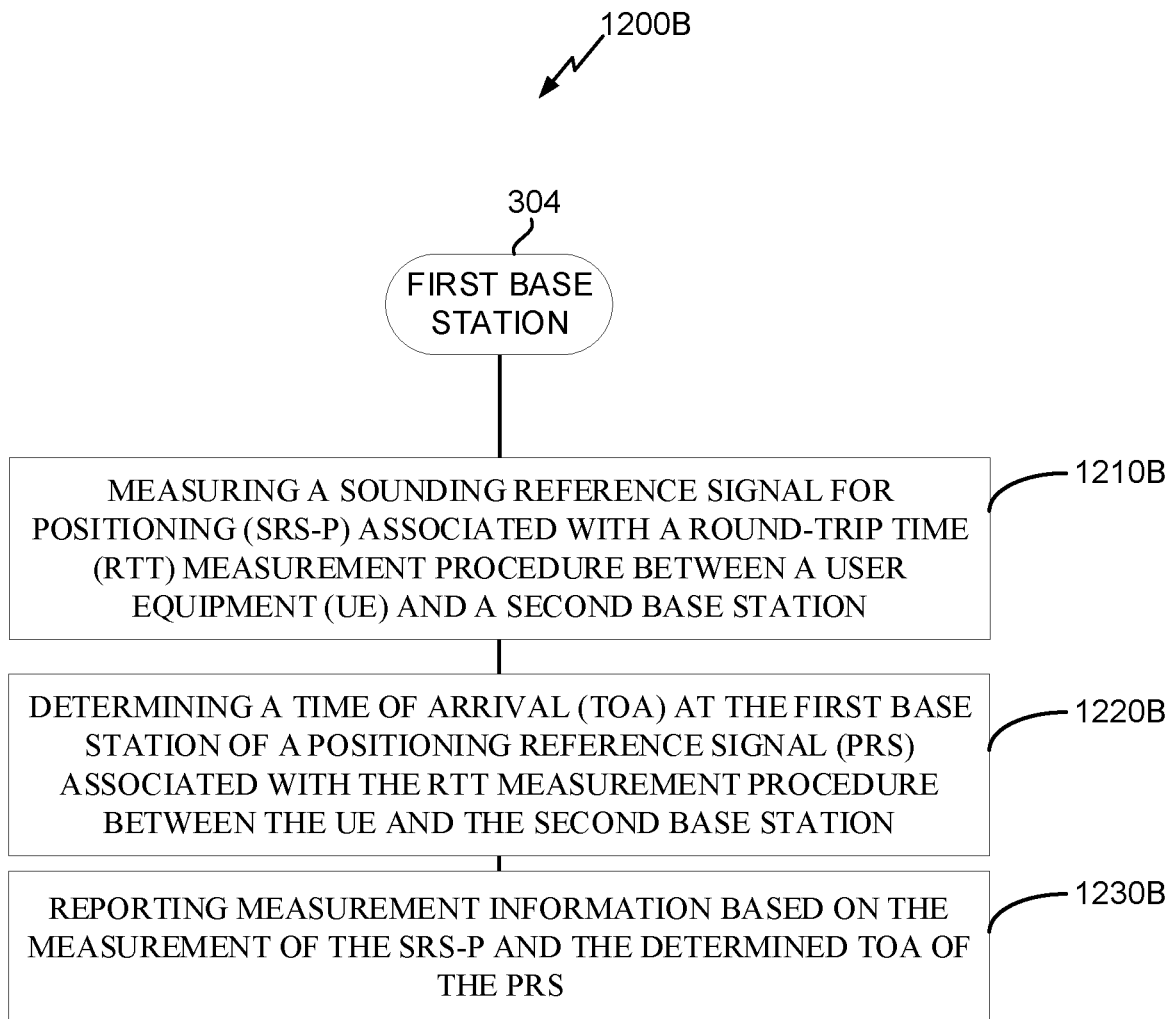 1200B
304
FIRST BASE
STATION
1210B
MEASURING A SOUNDING REFERENCE SIGNAL FOR
POSITIONING (SRS-P) ASSOCIATED WITH A ROUND-TRIP TIME
(RTT) MEASUREMENT PROCEDURE BETWEEN A USER
EQUIPMENT (UE) AND A SECOND BASE STATION
1220B
DETERMINING A TIME OF ARRIVAL (TOA) AT THE FIRST BASE
STATION OF A POSITIONING REFERENCE SIGNAL (PRS)
ASSOCIATED WITH THE RTT MEASUREMENT PROCEDURE
BETWEEN THE UE AND THE SECOND BASE STATION
1230B
REPORTING MEASUREMENT INFORMATION BASED ON THE
MEASUREMENT OF THE SRS-P AND THE DETERMINED TOA OF
THE PRS